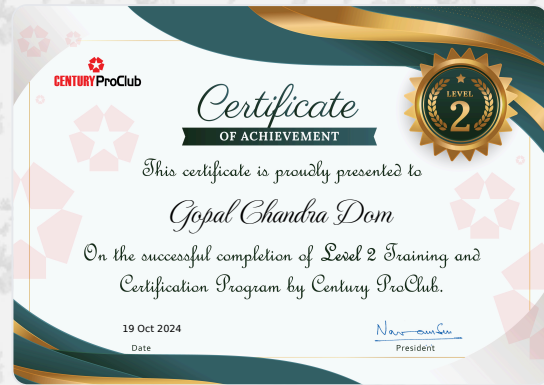 CENTURY ProClub
LEVEL
2
Certificate
OF ACHIEVEMENT
This certificate is proudly presented to
Gopal Chandra Dom
On the successful completion of Level 2 Training and
Certification Program by Century ProClub.
19 Oct 2024
Date
President